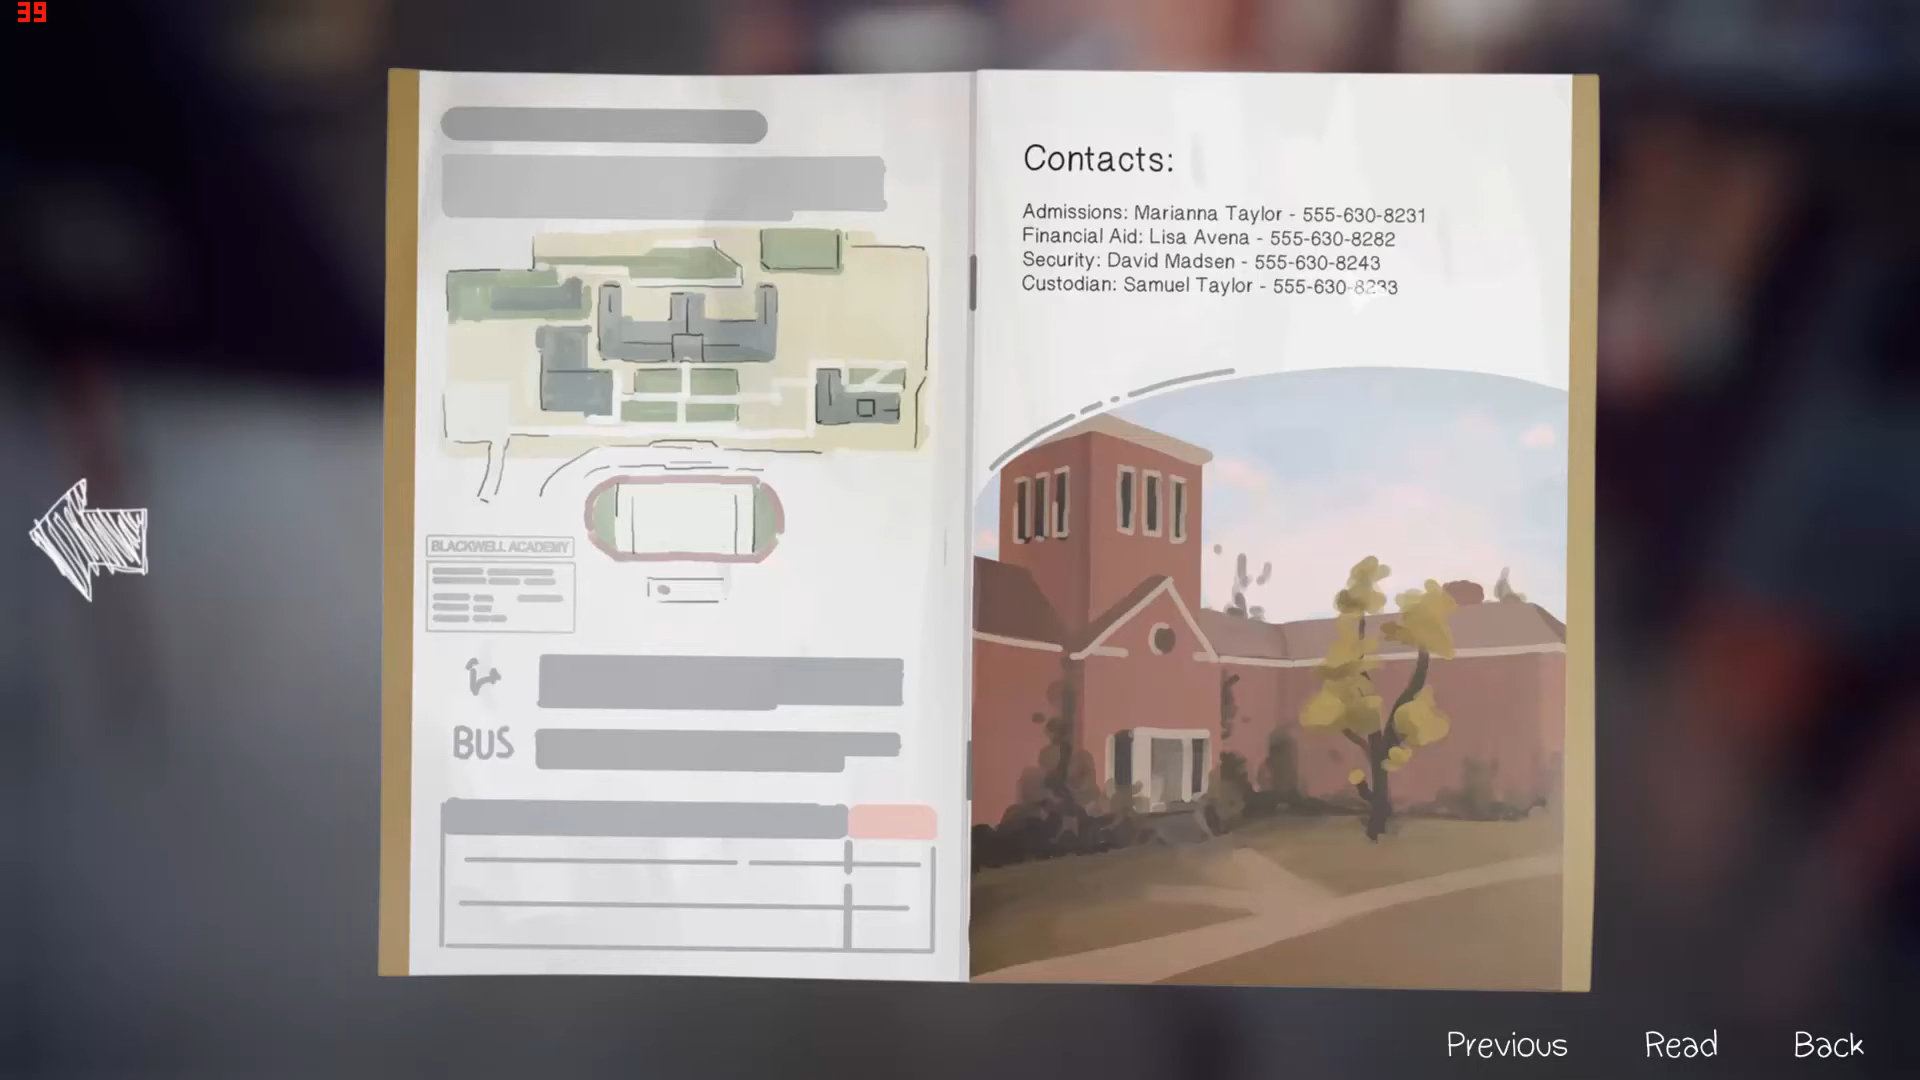 39
BLACKWELL ACADEMY
BUS
Contacts:
Admissions: Marianna Taylor - 555-630-8231
Financial Aid: Lisa Avena - 555-630-8282
Security: David Madsen - 555-630-8243
Custodian: Samuel Taylor - 555-630-8233
Previous
Read
Back